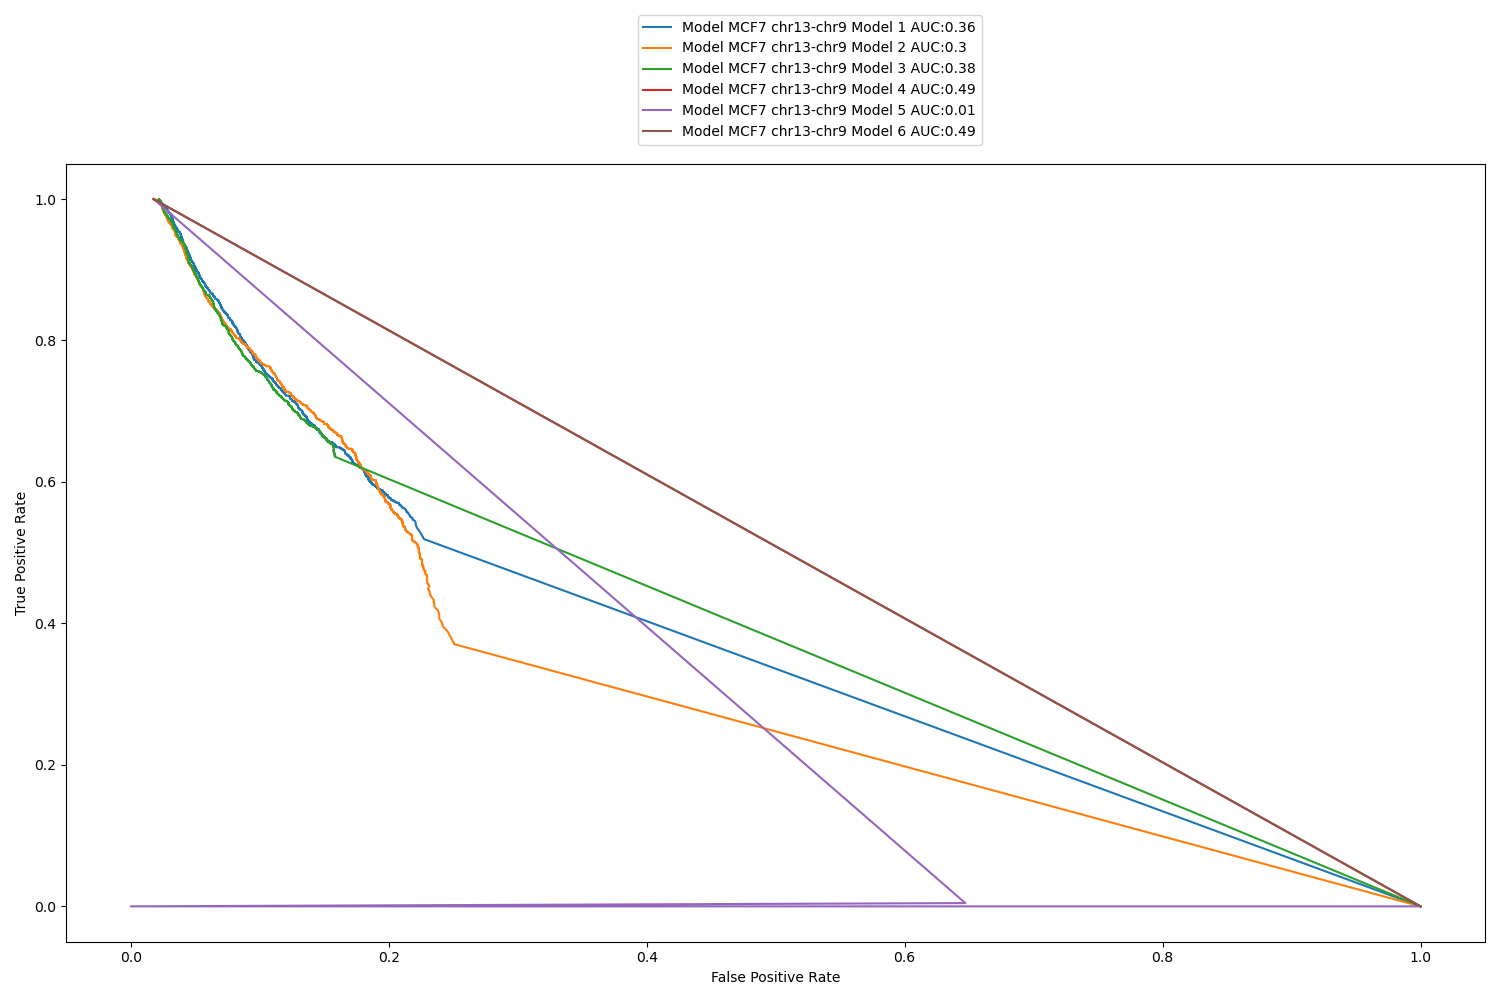 Model MCF7 chr13-chr9 Model 1 AUC:0.36
Model MCF7 chr13-chr9 Model 2 AUC:0.3
Model MCF7 chr13-chr9 Model 3 AUC:0.38
Model MCF7 chr13-chr9 Model 4 AUC:0.49
Model MCF7 chr13-chr9 Model 5 AUC:0.01
Model MCF7 chr13-chr9 Model 6 AUC:0.49
True Positive Rate
1.0
0.8
0.6
0.4
0.2
0.0
0.0 0.2 0.4 0.6 0.8 1.0
False Positive Rate